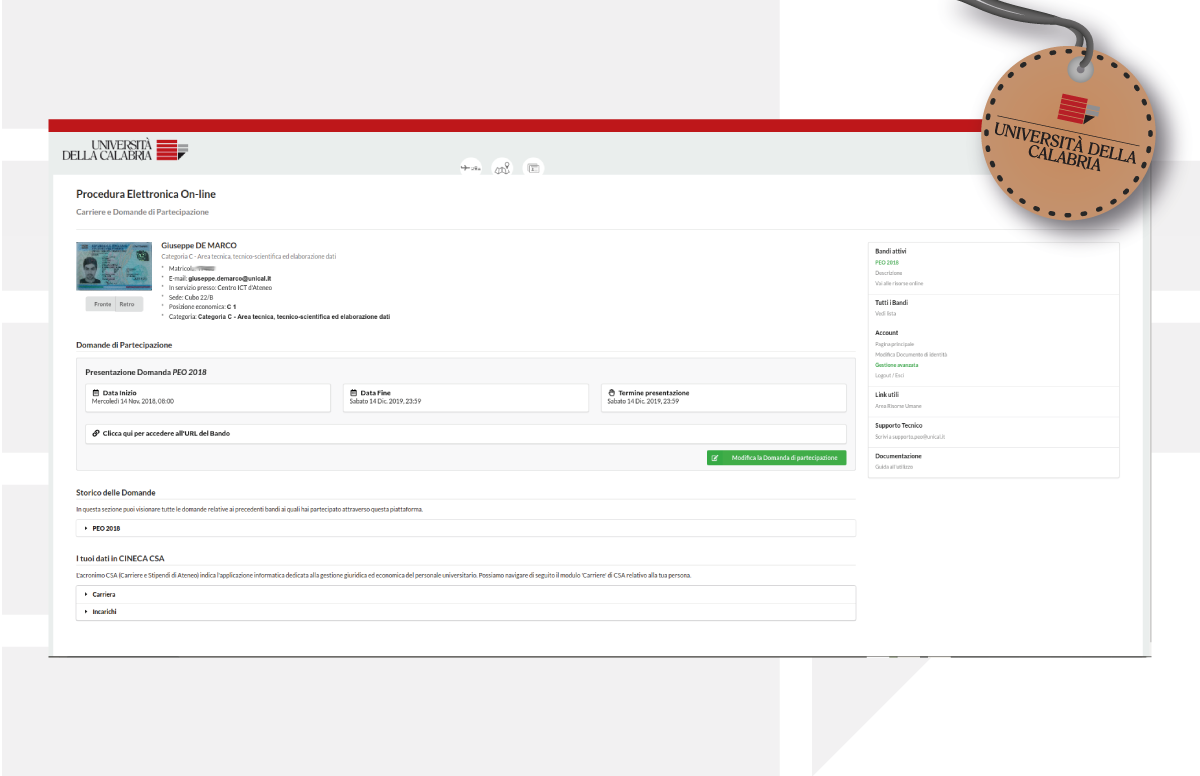 UNIVERSITÀ
DELLA CALABRIA
UNIVERSITÀ DELLA
CALABRIA
Procedura Elettronica On-line
Carriere e Domande di Partecipazione
Giuseppe DE MARCO
Categoria C - Area tecnica, tecnico-scientifica ed elaborazione dati
Matricola:
E-mail: giuseppe.demarco@unical.it
In servizio presso: Centro ICT d'Ateneo
Sede: Cubo 22/B
Posizione economica: C 1
Categoria: Categoria C - Area tecnica, tecnico-scientifica ed elaborazione dati
Fronte
Retro
Domande di Partecipazione
Presentazione Domanda PEO 2018
Data Inizio
Mercoledì 14 Nov. 2018, 08:00
Data Fine
Sabato 14 Dic. 2019, 23:59
Termine presentazione
Sabato 14 Dic. 2019, 23:59
Clicca qui per accedere all'URL del Bando
Modifica la Domanda di partecipazione
Storico delle Domande
In questa sezione puoi visionare tutte le domande relative ai precedenti bandi ai quali hai partecipato attraverso questa piattaforma.
PEO 2018
I tuoi dati in CINECA CSA
L'acronimo CSA (Carriere e Stipendi di Ateneo) indica l'applicazione informatica dedicata alla gestione giuridica ed economica del personale universitario. Possiamo navigare di seguito il modulo 'Carriere' di CSA relativo alla tua persona.
Carriera
Incarichi
Bandi attivi
PEO 2018
Descrizione
Vai alle risorse online
Tutti i Bandi
Vedi lista
Account
Pagina principale
Modifica Documento di identità
Gestione avanzata
Logout / Esci
Link utili
Area Risorse Umane
Supporto Tecnico
Scrivi a supporto.peo@unical.it
Documentazione
Guida all'utilizzo